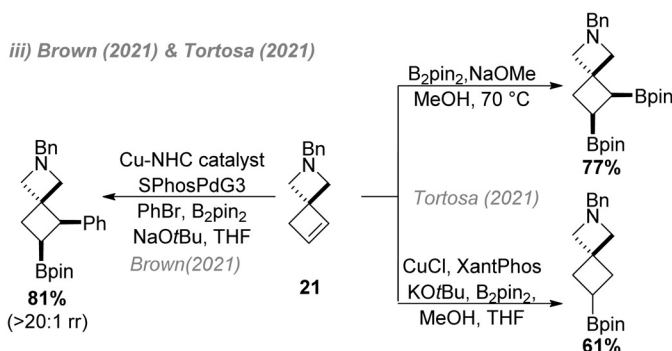 iii) Brown (2021) & Tortosa (2021)
Bn
N
Ph
Bpin
81%
(>20:1 rr)
Cu-NHC catalyst
SPhosPdG3
PhBr, B2pin2
NaOtBu, THF
Brown(2021)
Bn
N
21
B2pin2,NaOMe
MeOH, 70 °C
Tortosa (2021)
CuCl, XantPhos
KOtBu, B2pin2,
MeOH, THF
Bn
N
Bpin
Bpin
77%
Bn
N
Bpin
61%